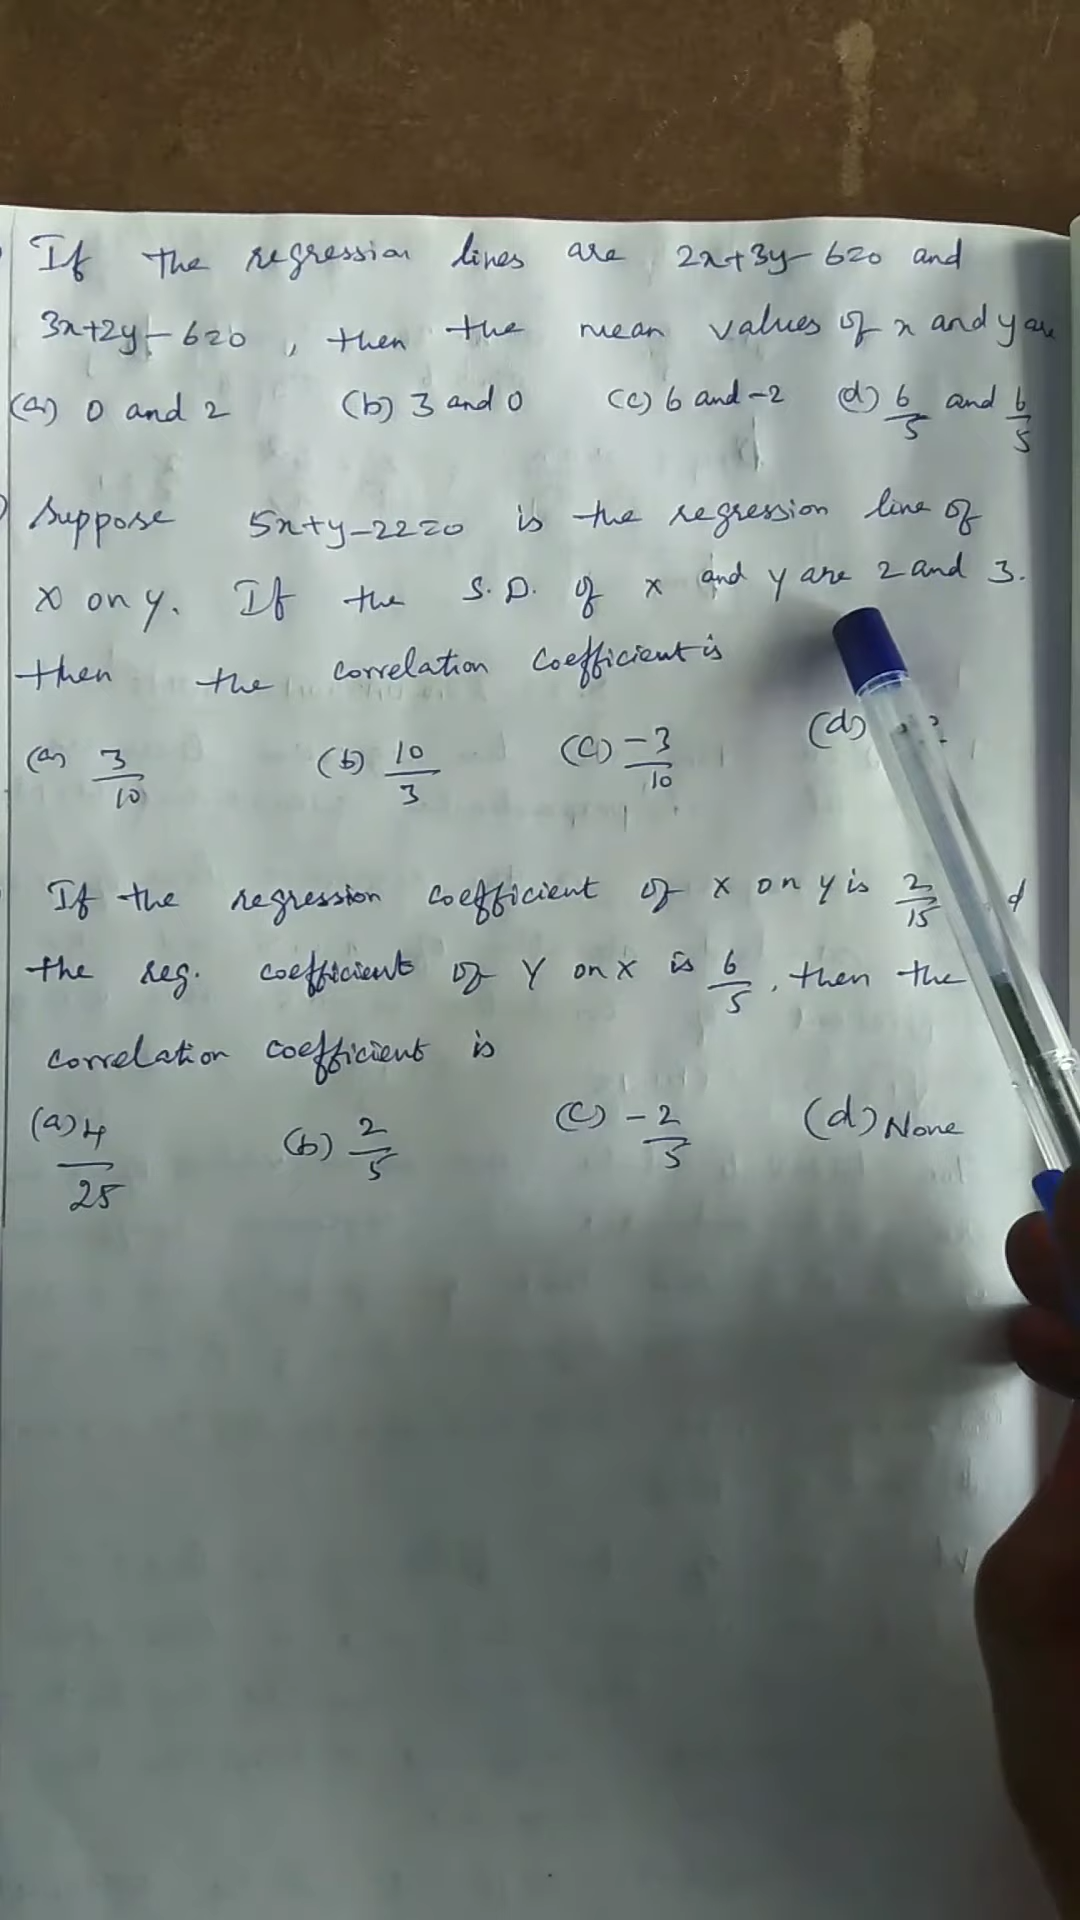 If the regression lines are 2x+3y-6=0 and
3x+2y-6=0, then the mean values of x and y are
(a) 0 and 2 (b) 3 and 0 (c) 6 and -2 (d) 6/5 and 6/5
Suppose 5x+y-22=0 is the regression line of
x on y. If the S.D. of x and y are 2 and 3.
then the correlation coefficient is
(a) 3/10 (b) 10/3 (c) -3/10 (d)
If the regression coefficient of x on y is 2/15
the reg. coefficient of Y on X is 6/5, then the
correlation coefficient is
(a) 4/25 (b) 2/5 (c) -2/5 (d) None